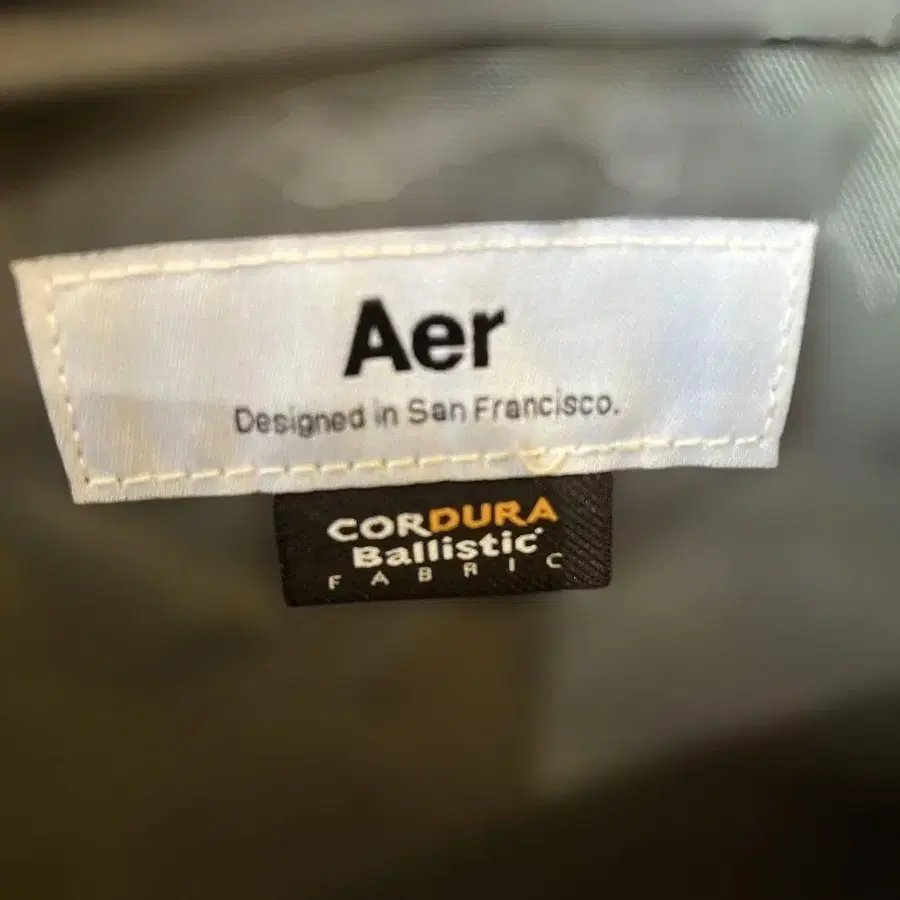 Aer
Designed in San Francisco.
CORDURA
Ballistic
FABRIC